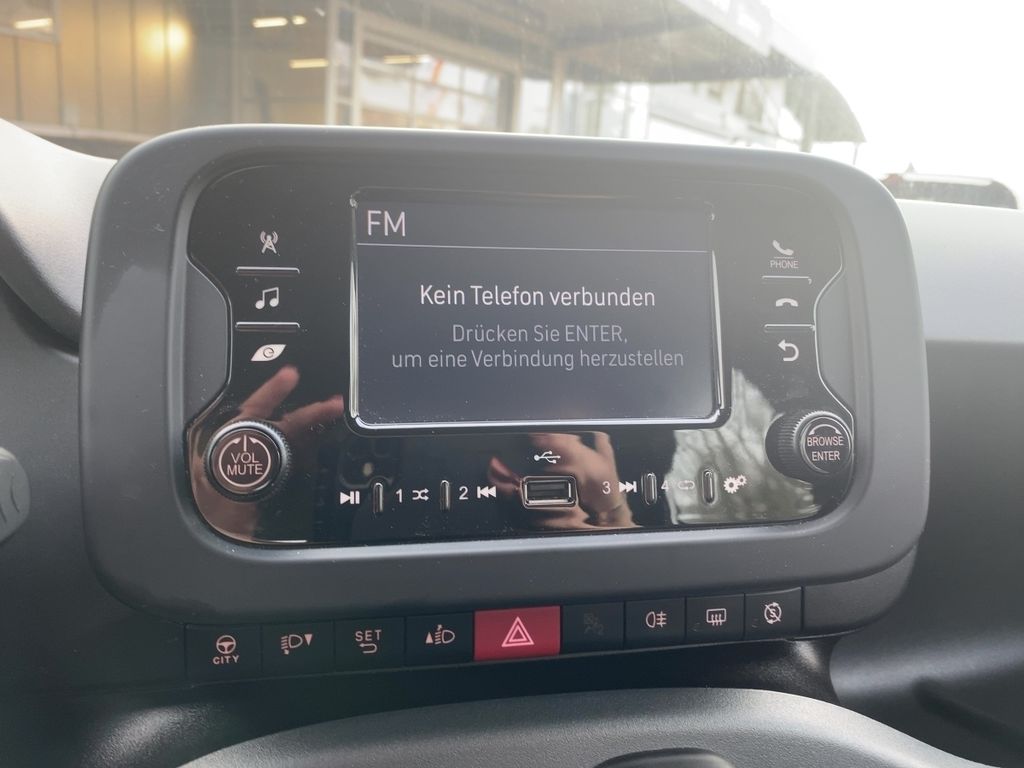 FM
Kein Telefon verbunden
Drücken Sie ENTER,
um eine Verbindung herzustellen
PHONE
VOL
MUTE
BROWSE
ENTER
1 2 3 4
CITY
SET